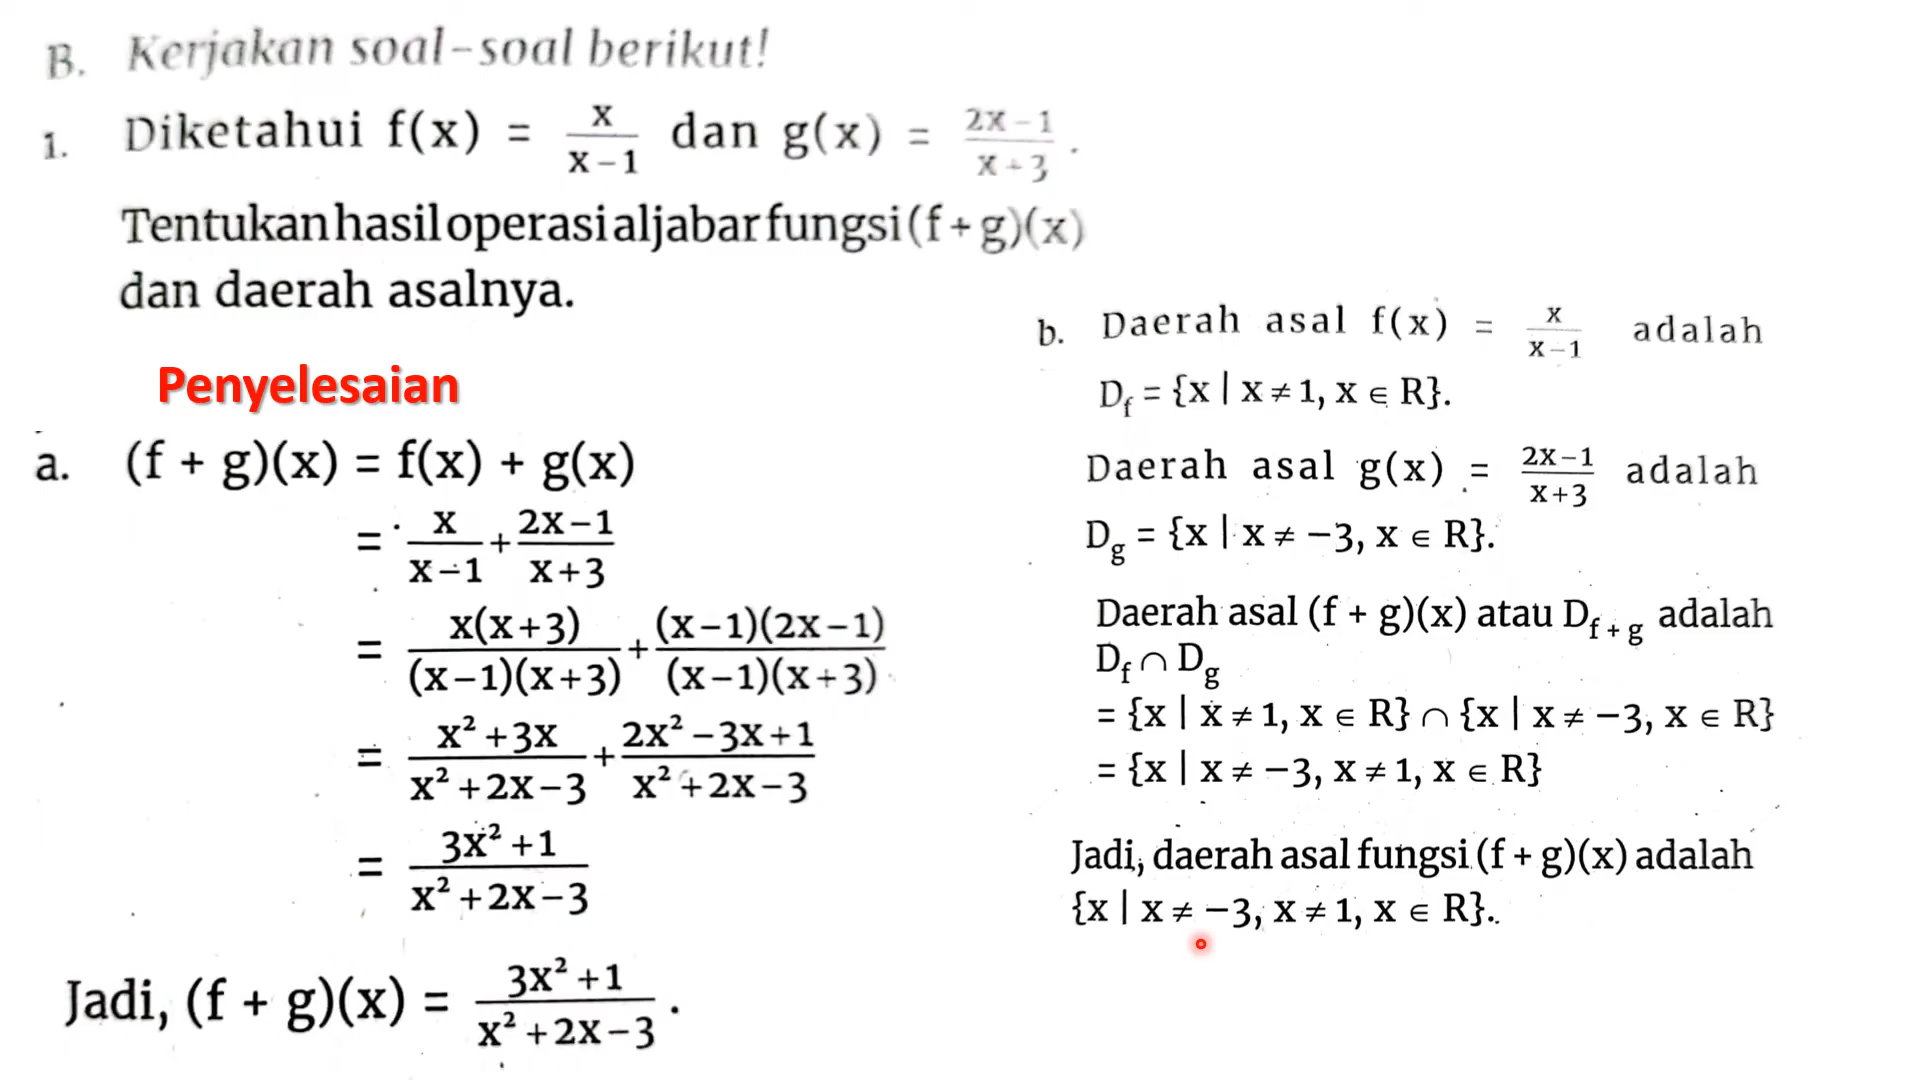 B. Kerjakan soal-soal berikut!
1. Diketahui f(x) = x/(x−1) dan g(x) = (2x−1)/(x+3).
Tentukan hasil operasi aljabar fungsi (f + g)(x)
dan daerah asalnya.
Penyelesaian
a. (f + g)(x) = f(x) + g(x)
= x/(x−1) + (2x−1)/(x+3)
= x(x+3)/((x−1)(x+3)) + (x−1)(2x−1)/((x−1)(x+3))
= (x²+3x)/(x²+2x−3) + (2x²−3x+1)/(x²+2x−3)
= (3x²+1)/(x²+2x−3)
Jadi, (f + g)(x) = (3x²+1)/(x²+2x−3).
b. Daerah asal f(x) = x/(x−1) adalah
D_f = {x | x ≠ 1, x ∈ R}.
Daerah asal g(x) = (2x−1)/(x+3) adalah
D_g = {x | x ≠ −3, x ∈ R}.
Daerah asal (f + g)(x) atau D_{f + g} adalah
D_f ∩ D_g
= {x | x ≠ 1, x ∈ R} ∩ {x | x ≠ −3, x ∈ R}
= {x | x ≠ −3, x ≠ 1, x ∈ R}
Jadi, daerah asal fungsi (f + g)(x) adalah
{x | x ≠ −3, x ≠ 1, x ∈ R}.